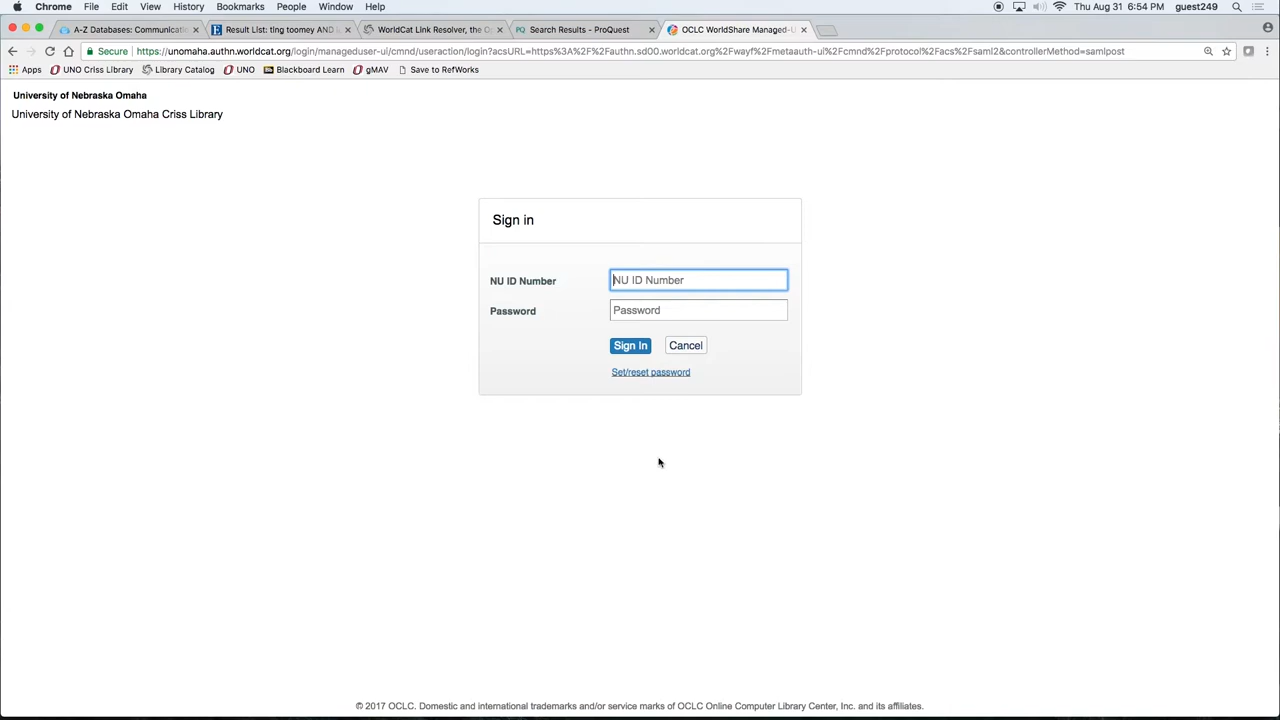 Chrome File Edit View History Bookmarks People Window Help Thu Aug 31 6:54 PM guest249
A-Z Databases: Communicati Result List: ting toomey AND i WorldCat Link Resolver, the O Search Results - ProQuest OCLC WorldShare Managed-U
Secure https://unomaha.authn.worldcat.org/login/manageduser-ui/cmnd/useraction/login?acsURL=https%3A%2F%2Fauthn.sd00.worldcat.org%2Fwayf%2Fmetaauth-ui%2Fcmnd%2Fprotocol%2Facs%2Fsaml2&controllerMethod=samlpost
Apps UNO Criss Library Library Catalog UNO Blackboard Learn gMAV Save to RefWorks
University of Nebraska Omaha
University of Nebraska Omaha Criss Library
Sign in
NU ID Number NU ID Number
Password Password
Sign In Cancel
Set/reset password
© 2017 OCLC. Domestic and international trademarks and/or service marks of OCLC Online Computer Library Center, Inc. and its affiliates.